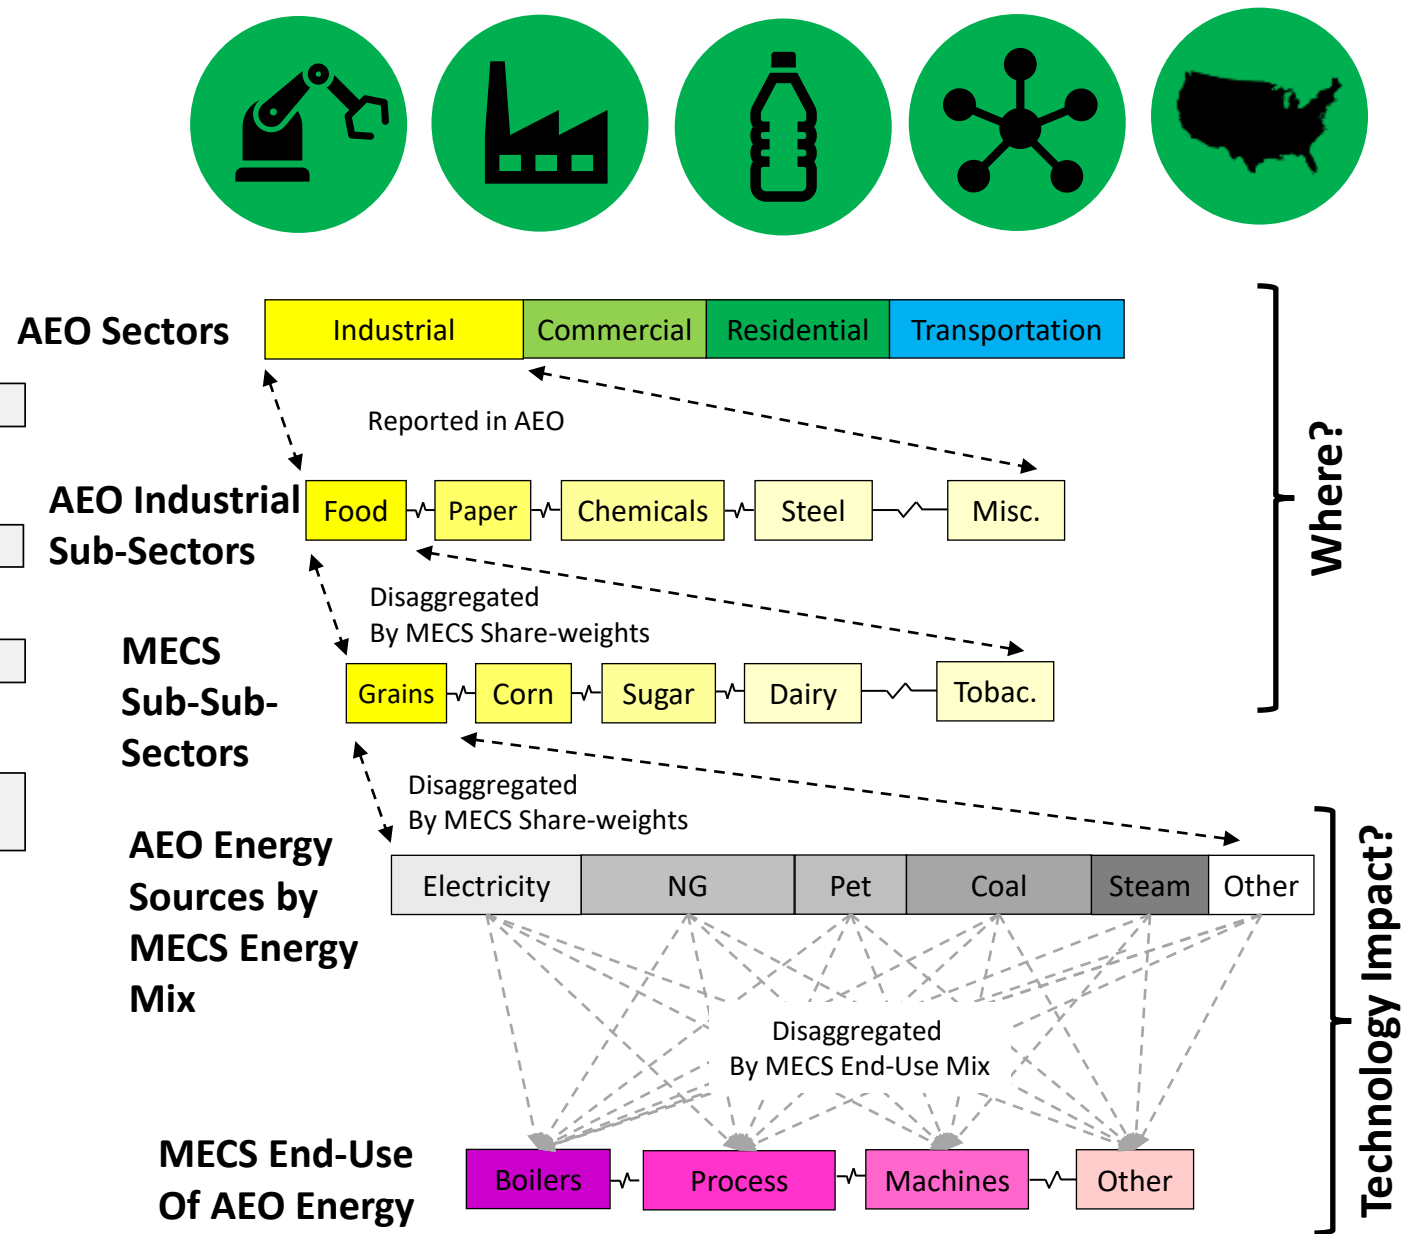 AEO Sectors
Industrial
Commercial
Residential
Transportation
Reported in AEO
Where?
AEO Industrial
Sub-Sectors
Food
Paper
Chemicals
Steel
Misc.
Disaggregated
By MECS Share-weights
MECS
Sub-Sub-
Sectors
Grains
Corn
Sugar
Dairy
Tobac.
Disaggregated
By MECS Share-weights
AEO Energy
Sources by
MECS Energy
Mix
Electricity
NG
Pet
Coal
Steam
Other
Technology Impact?
Disaggregated
By MECS End-Use Mix
MECS End-Use
Of AEO Energy
Boilers
Process
Machines
Other